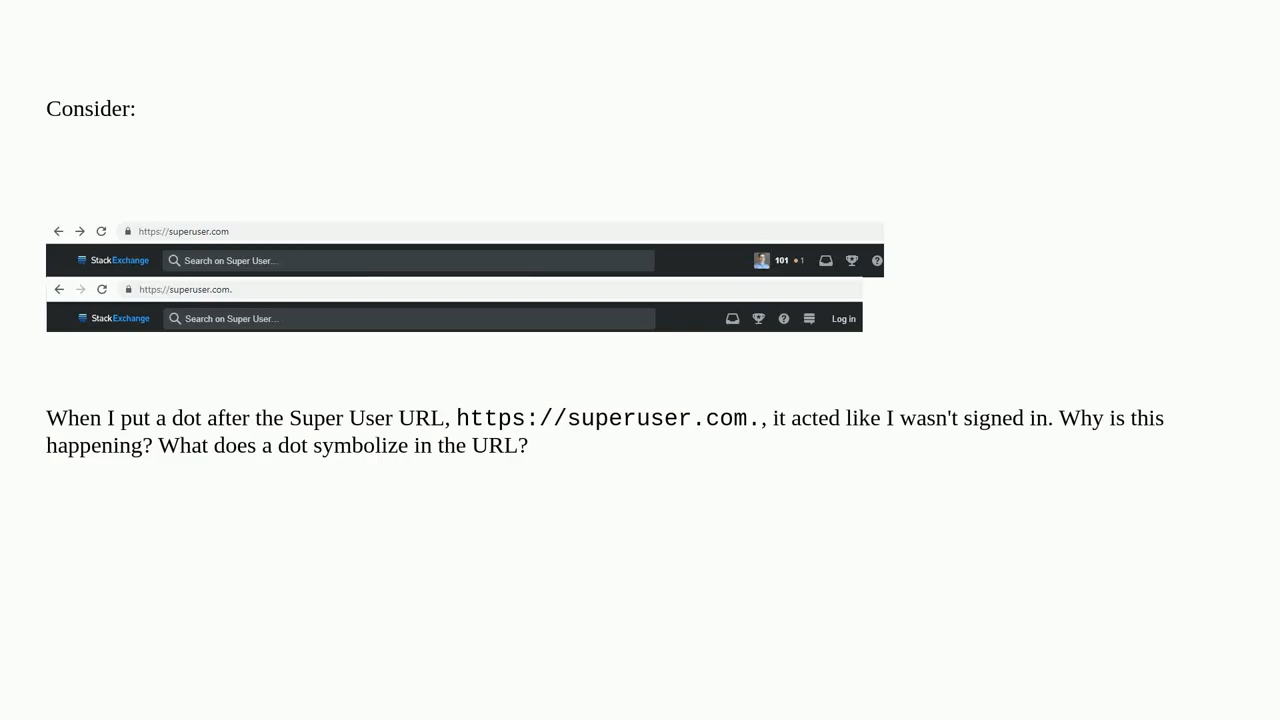 Consider:
https://superuser.com
StackExchange Search on Super User... 101 1
https://superuser.com.
StackExchange Search on Super User... Log in
When I put a dot after the Super User URL, https://superuser.com., it acted like I wasn't signed in. Why is this
happening? What does a dot symbolize in the URL?